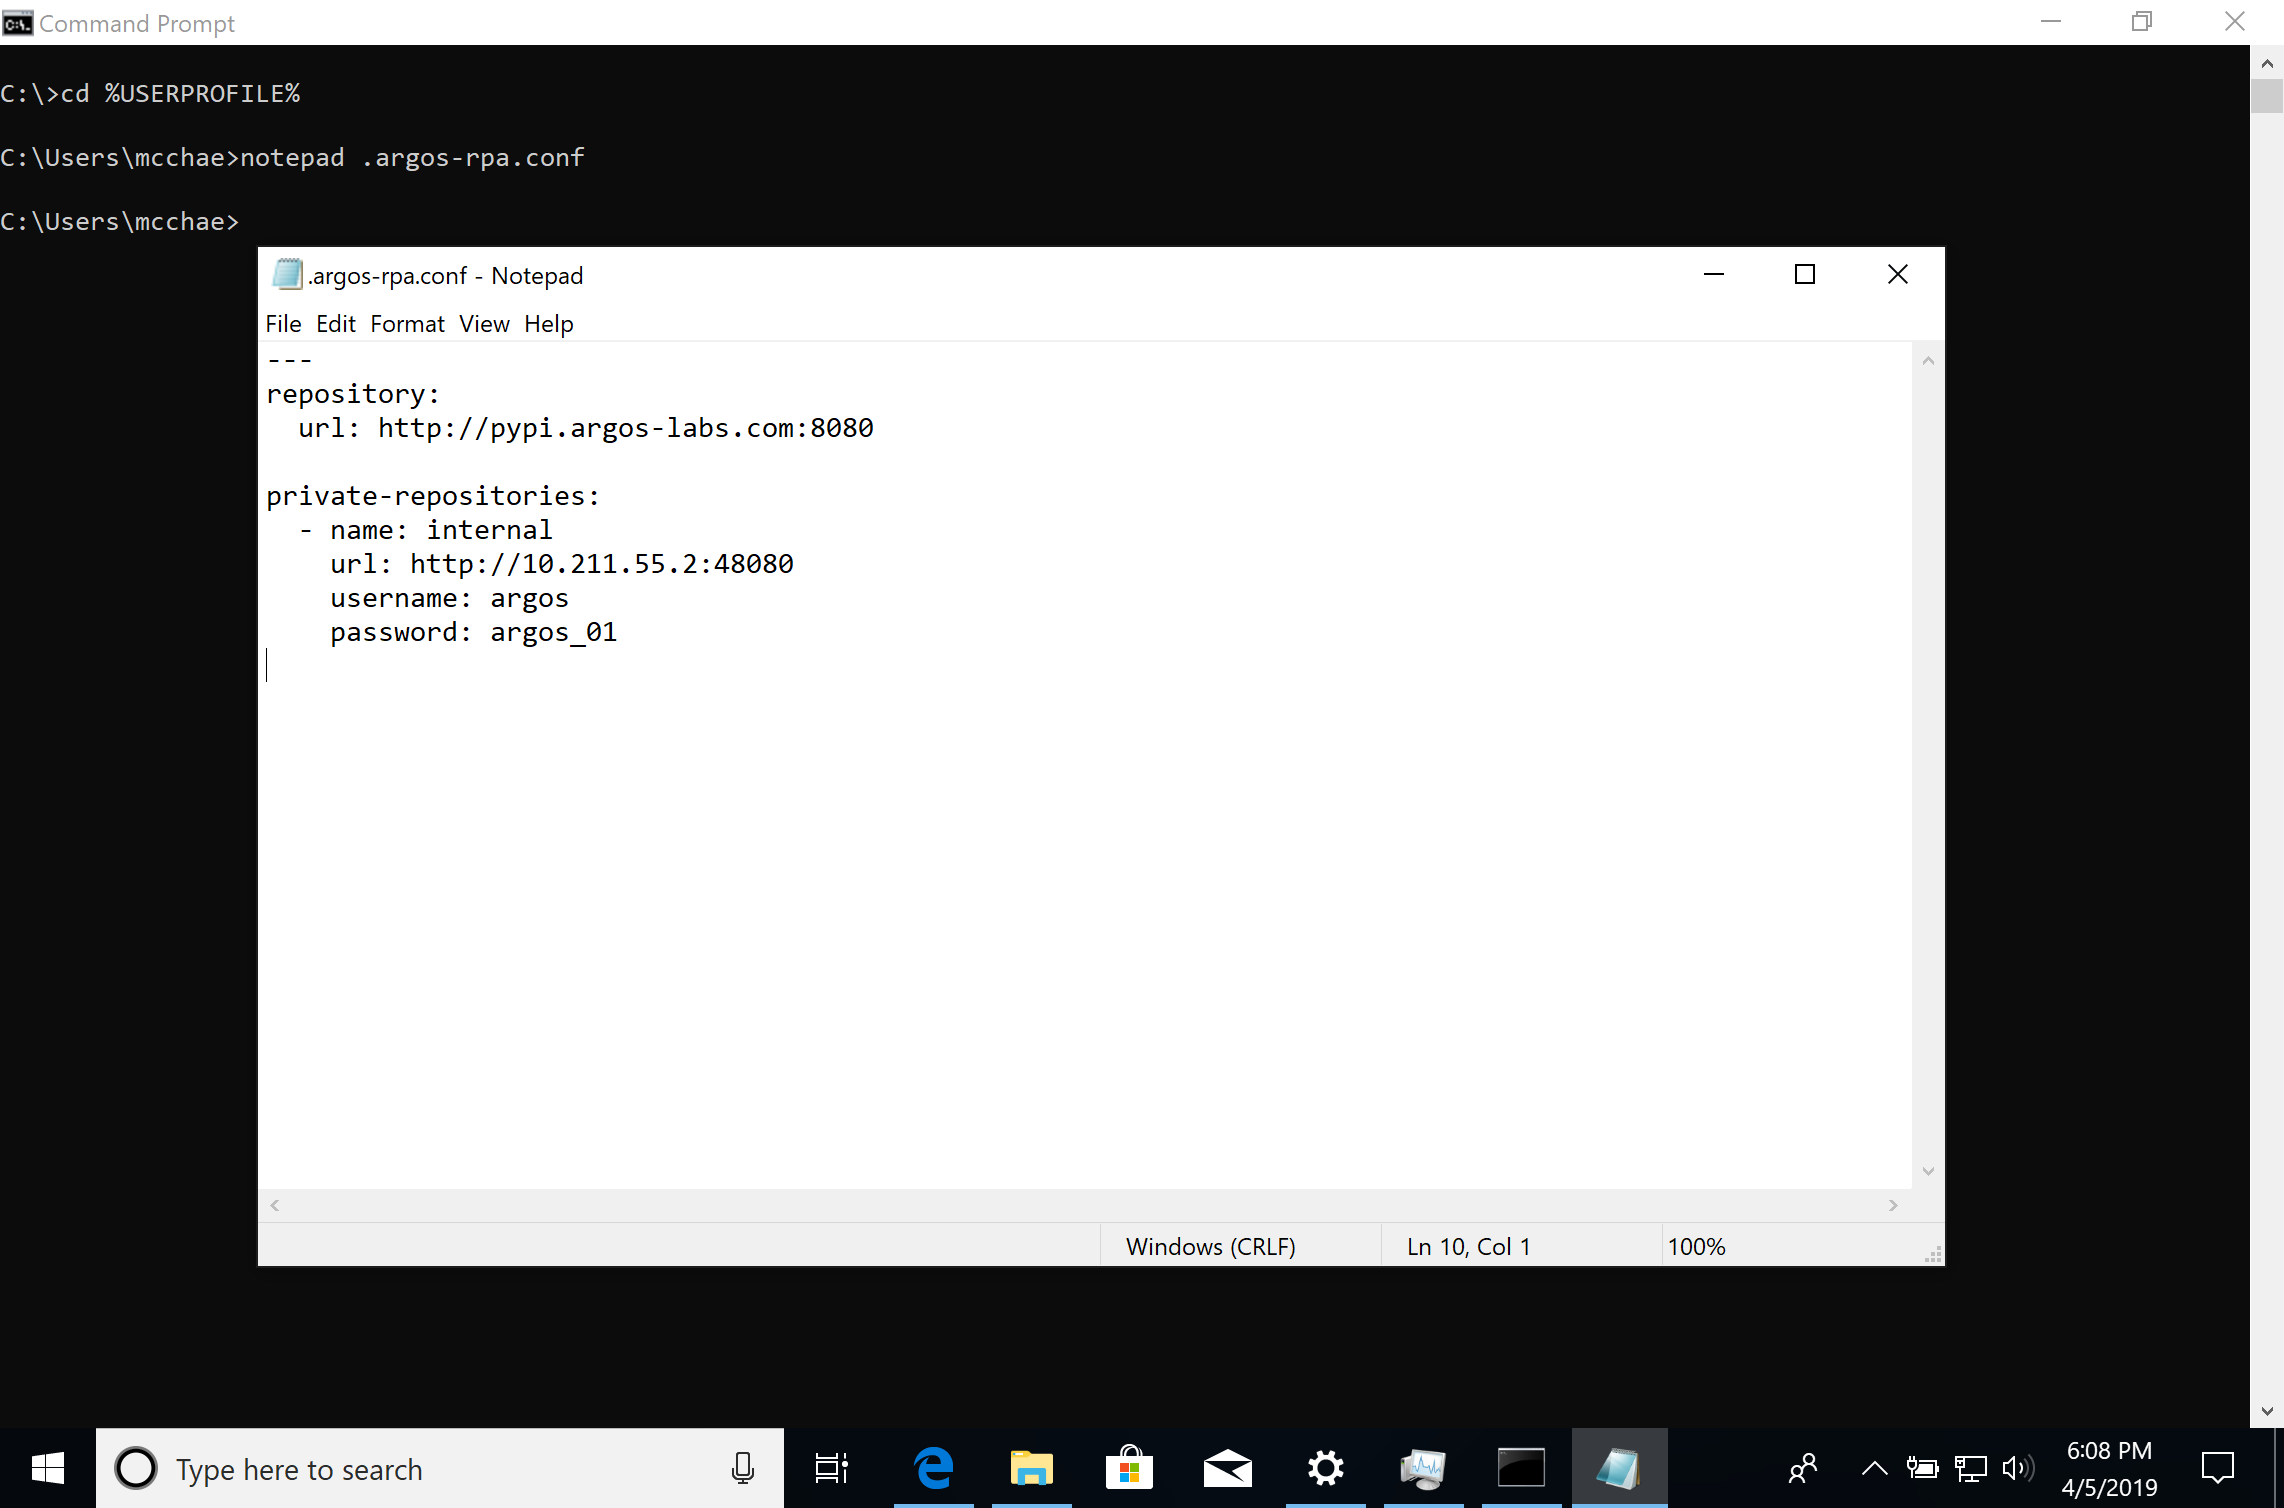 Command Prompt
C:\>cd %USERPROFILE%
C:\Users\mcchae>notepad .argos-rpa.conf
C:\Users\mcchae>
.argos-rpa.conf - Notepad
File Edit Format View Help
---
repository:
  url: http://pypi.argos-labs.com:8080
private-repositories:
  - name: internal
    url: http://10.211.55.2:48080
    username: argos
    password: argos_01
Windows (CRLF) Ln 10, Col 1 100%
Type here to search
6:08 PM
4/5/2019